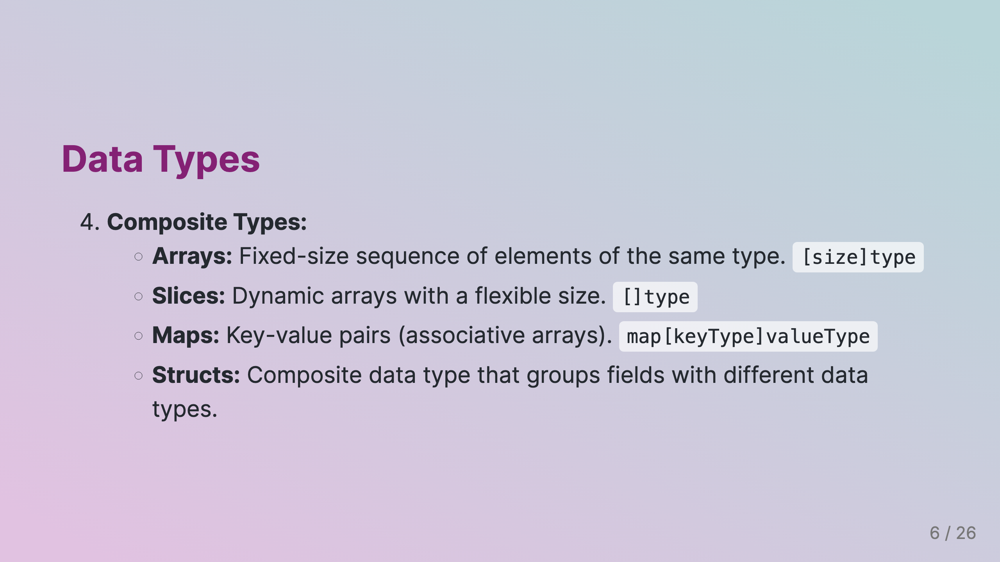 Data Types
4. Composite Types:
○ Arrays: Fixed-size sequence of elements of the same type. [size]type
○ Slices: Dynamic arrays with a flexible size. []type
○ Maps: Key-value pairs (associative arrays). map[keyType]valueType
○ Structs: Composite data type that groups fields with different data
types.
6 / 26